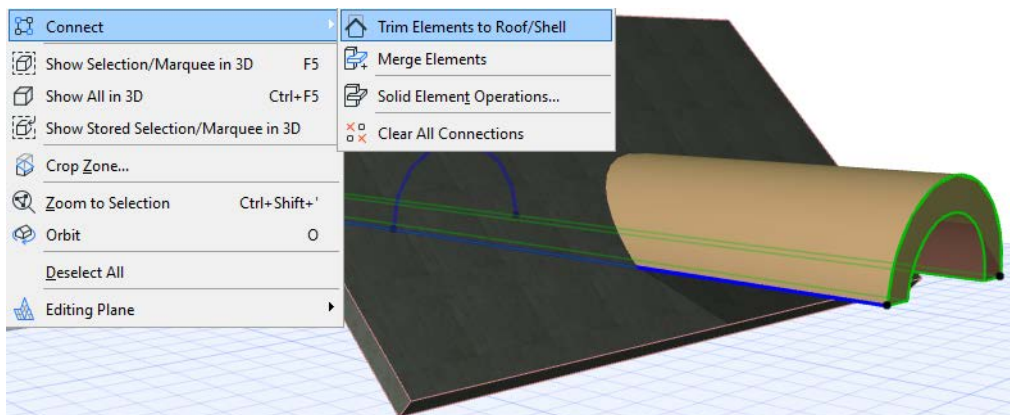 Connect
Show Selection/Marquee in 3D F5
Show All in 3D Ctrl+F5
Show Stored Selection/Marquee in 3D
Crop Zone...
Zoom to Selection Ctrl+Shift+'
Orbit O
Deselect All
Editing Plane
Trim Elements to Roof/Shell
Merge Elements
Solid Element Operations...
Clear All Connections